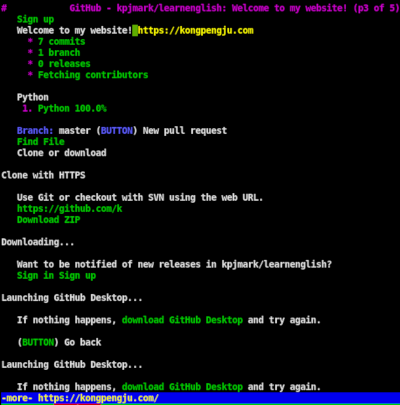 # GitHub - kpjmark/learnenglish: Welcome to my website! (p3 of 5)
Sign up
Welcome to my website! https://kongpengju.com
* 7 commits
* 1 branch
* 0 releases
* Fetching contributors
Python
1. Python 100.0%
Branch: master (BUTTON) New pull request
Find File
Clone or download
Clone with HTTPS
Use Git or checkout with SVN using the web URL.
https://github.com/k
Download ZIP
Downloading...
Want to be notified of new releases in kpjmark/learnenglish?
Sign in Sign up
Launching GitHub Desktop...
If nothing happens, download GitHub Desktop and try again.
(BUTTON) Go back
Launching GitHub Desktop...
If nothing happens, download GitHub Desktop and try again.
-more- https://kongpengju.com/